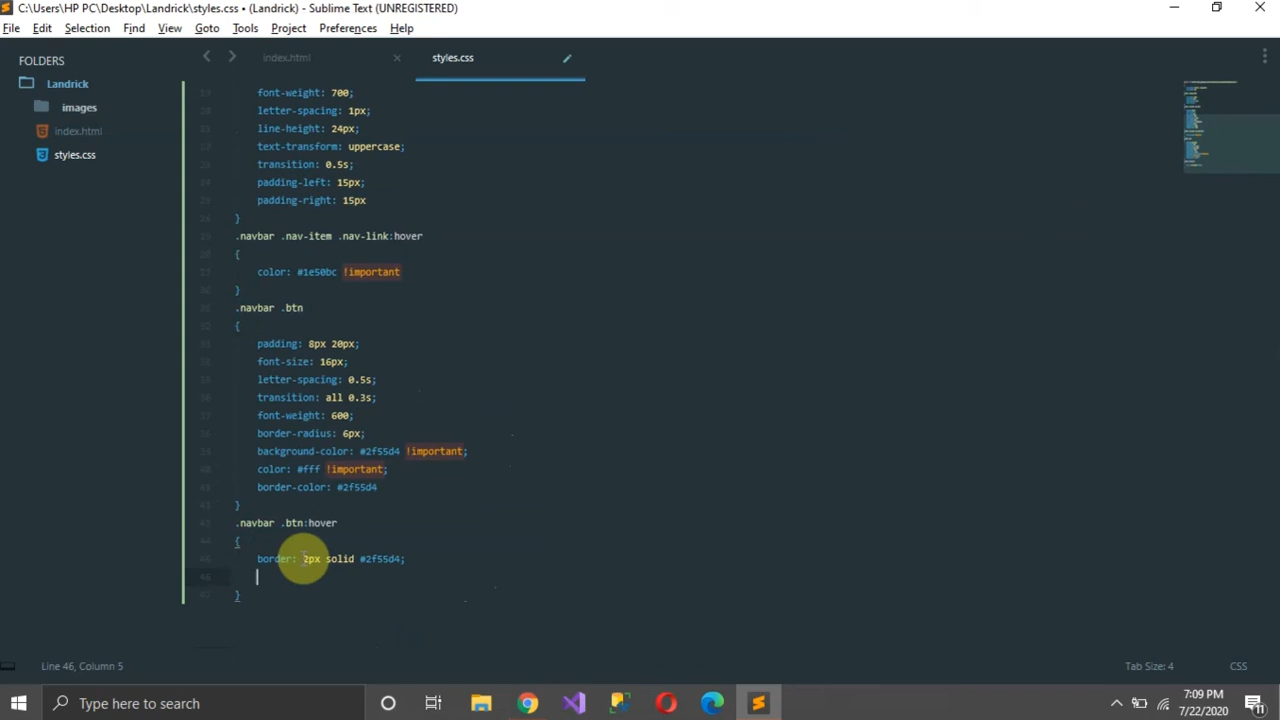 C:\Users\HP PC\Desktop\Landrick\styles.css • (Landrick) - Sublime Text (UNREGISTERED)
File Edit Selection Find View Goto Tools Project Preferences Help
FOLDERS
Landrick
images
index.html
styles.css
index.html
styles.css
font-weight: 700;
letter-spacing: 1px;
line-height: 24px;
text-transform: uppercase;
transition: 0.5s;
padding-left: 15px;
padding-right: 15px
}
.navbar .nav-item .nav-link:hover
{
color: #1e50bc !important
}
.navbar .btn
{
padding: 8px 20px;
font-size: 16px;
letter-spacing: 0.5s;
transition: all 0.3s;
font-weight: 600;
border-radius: 6px;
background-color: #2f55d4 !important;
color: #fff !important;
border-color: #2f55d4
}
.navbar .btn:hover
{
border: 2px solid #2f55d4;
46
47 }
Line 46, Column 5
Tab Size: 4
CSS
Type here to search
7:09 PM
7/22/2020
11